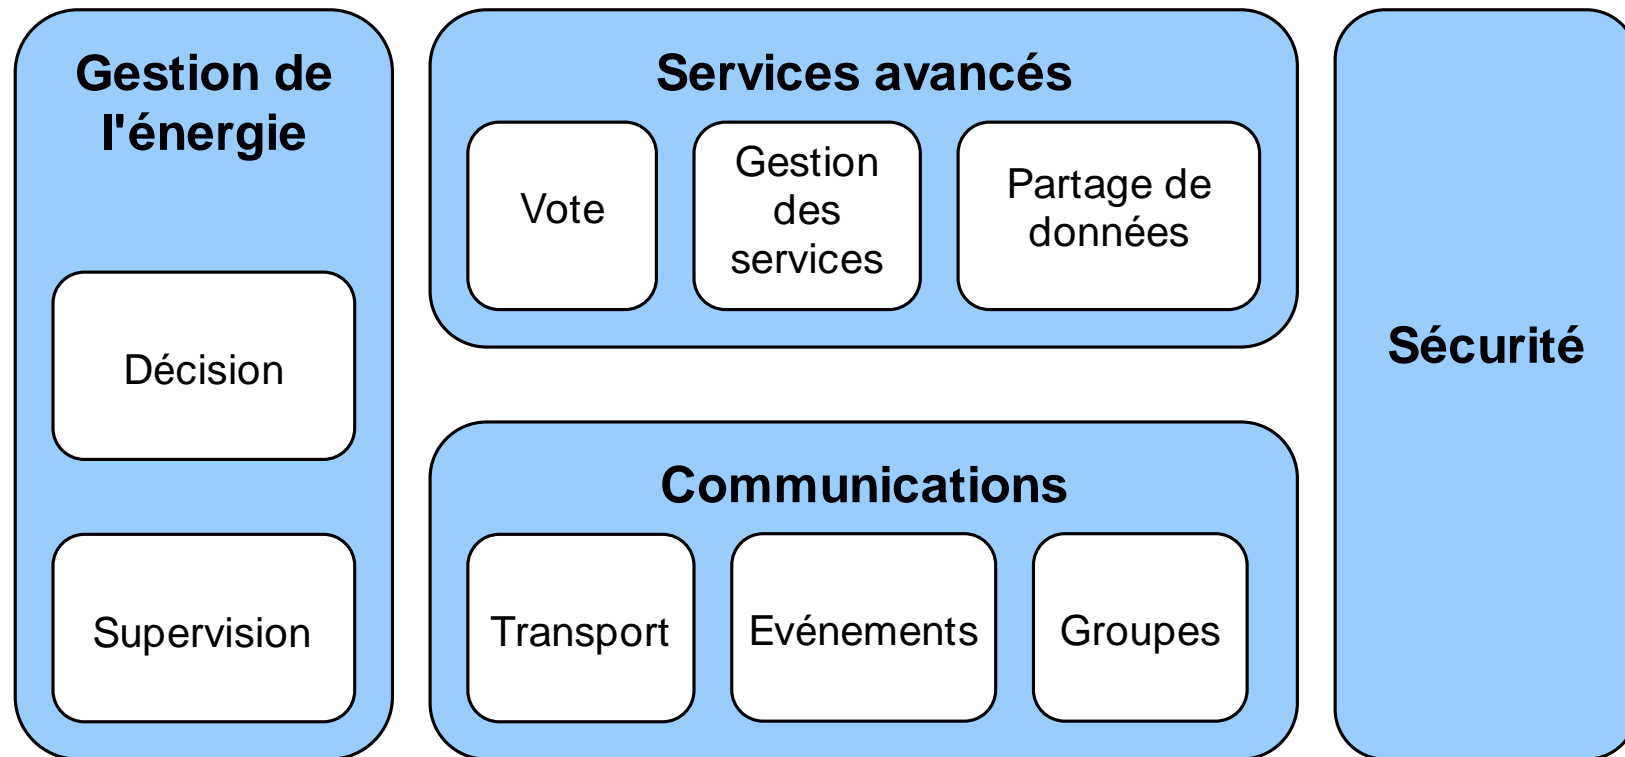 Gestion de
l'énergie
Décision
Supervision
Services avancés
Vote
Gestion
des
services
Partage de
données
Communications
Transport
Evénements
Groupes
Sécurité